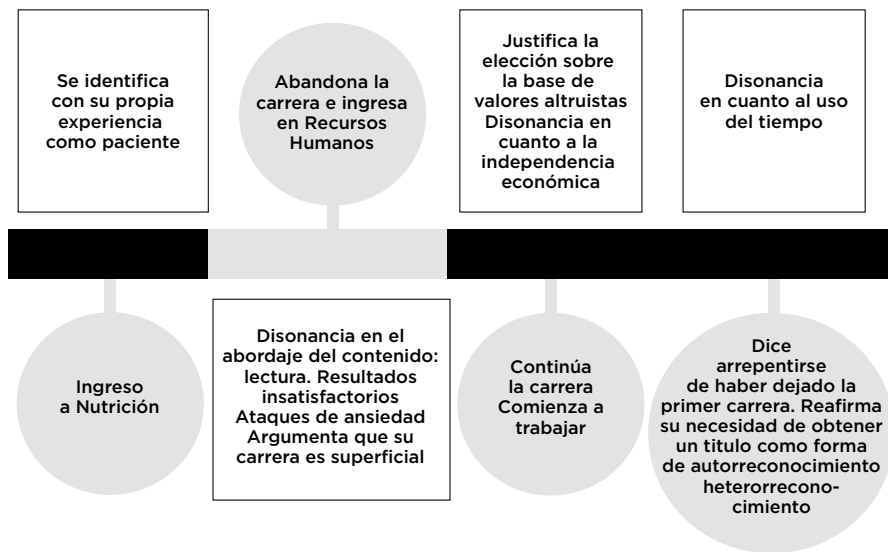 Se identifica
con su propia
experiencia
como paciente
Abandona la
carrera e ingresa
en Recursos
Humanos
Justifica la
elección sobre
la base de
valores altruistas
Disonancia en
cuanto a la
independencia
económica
Disonancia
en cuanto al uso
del tiempo
Ingreso
a Nutrición
Disonancia en el
abordaje del contenido:
lectura. Resultados
insatisfactorios
Ataques de ansiedad
Argumenta que su
carrera es superficial
Continúa
la carrera
Comienza a
trabajar
Dice
arrepentirse
de haber dejado la
primer carrera. Reafirma
su necesidad de obtener
un titulo como forma
de autorreconocimiento
heterorrecono-
cimiento